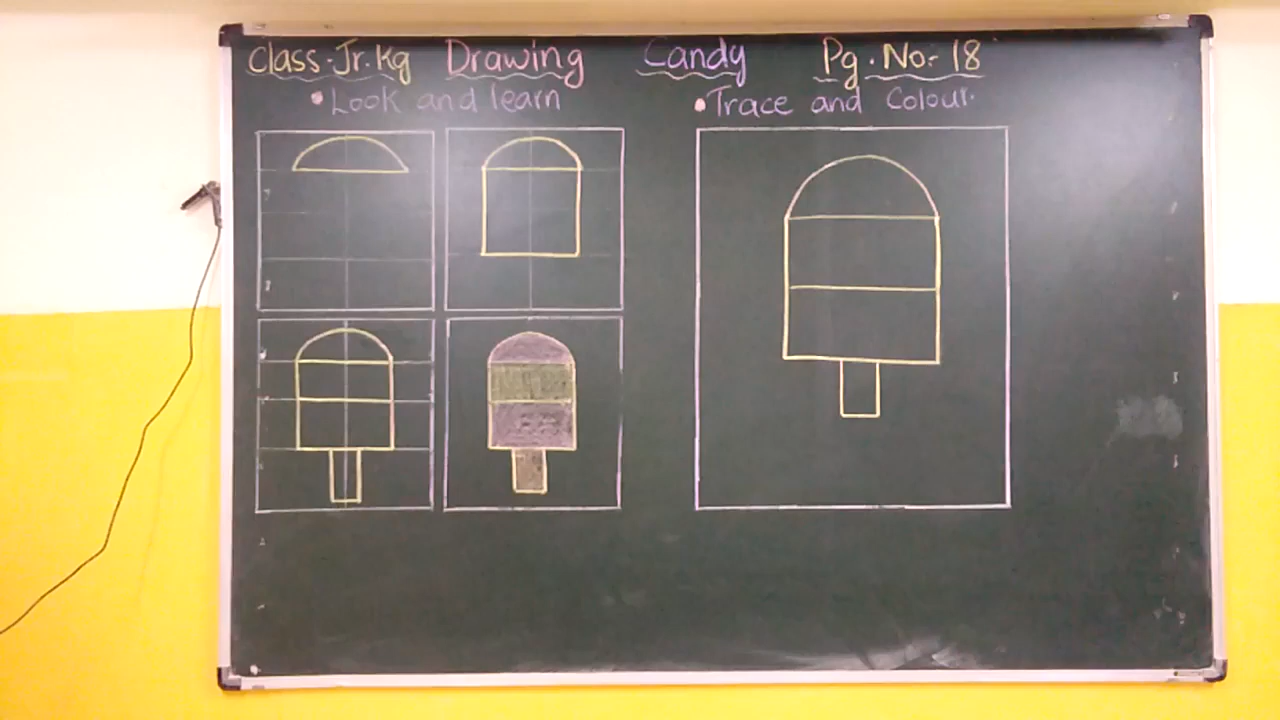 Class. Jr. Kg Drawing Candy Pg. No:- 18
• Look and learn
• Trace and Colour.